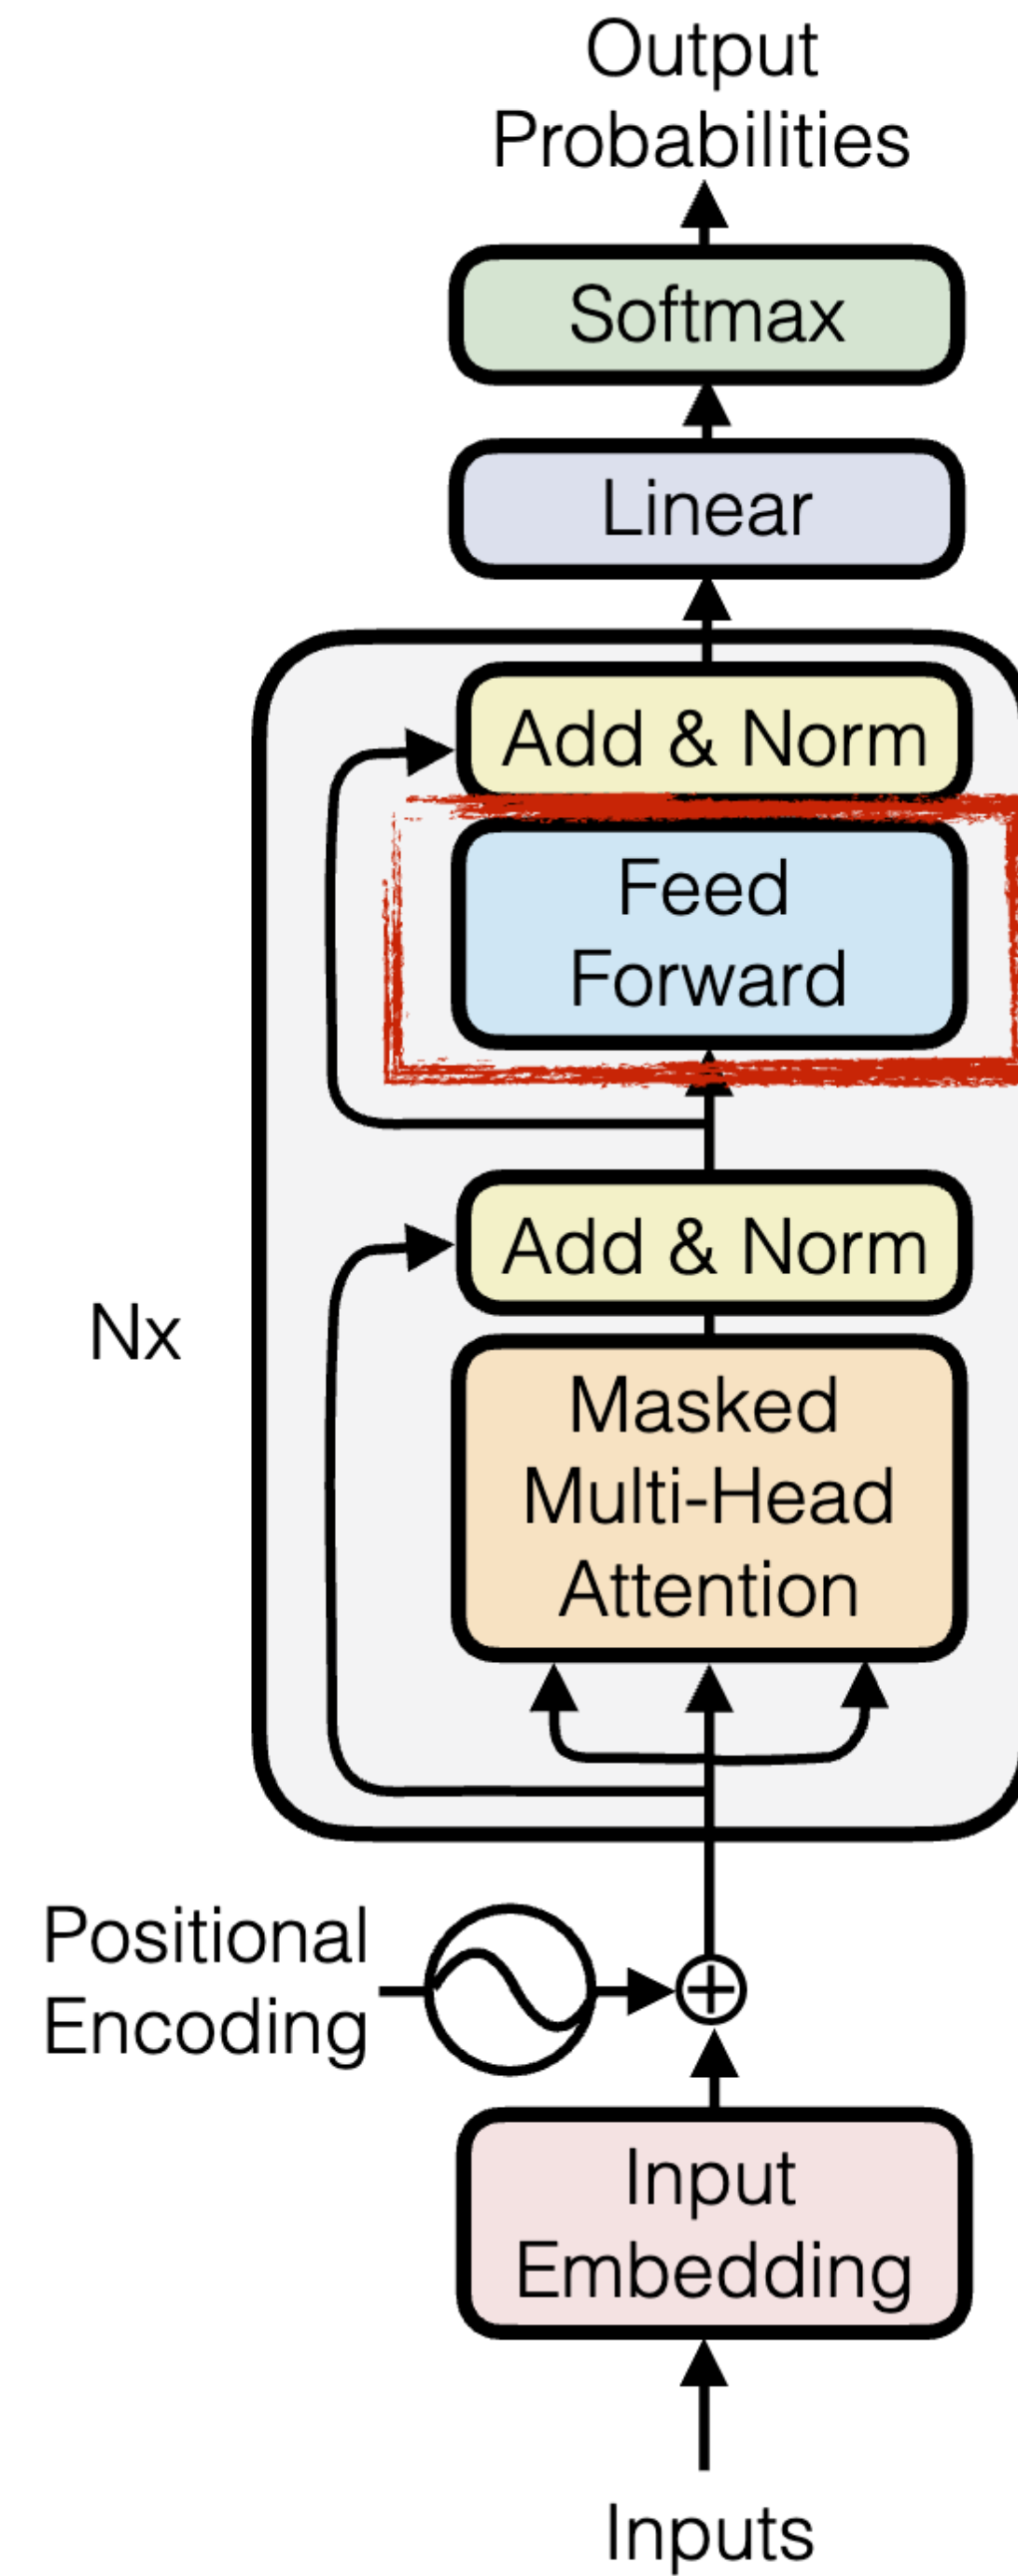 Output
Probabilities
Softmax
Linear
Add & Norm
Feed
Forward
Add & Norm
Nx
Masked
Multi-Head
Attention
Positional
Encoding
Input
Embedding
Inputs